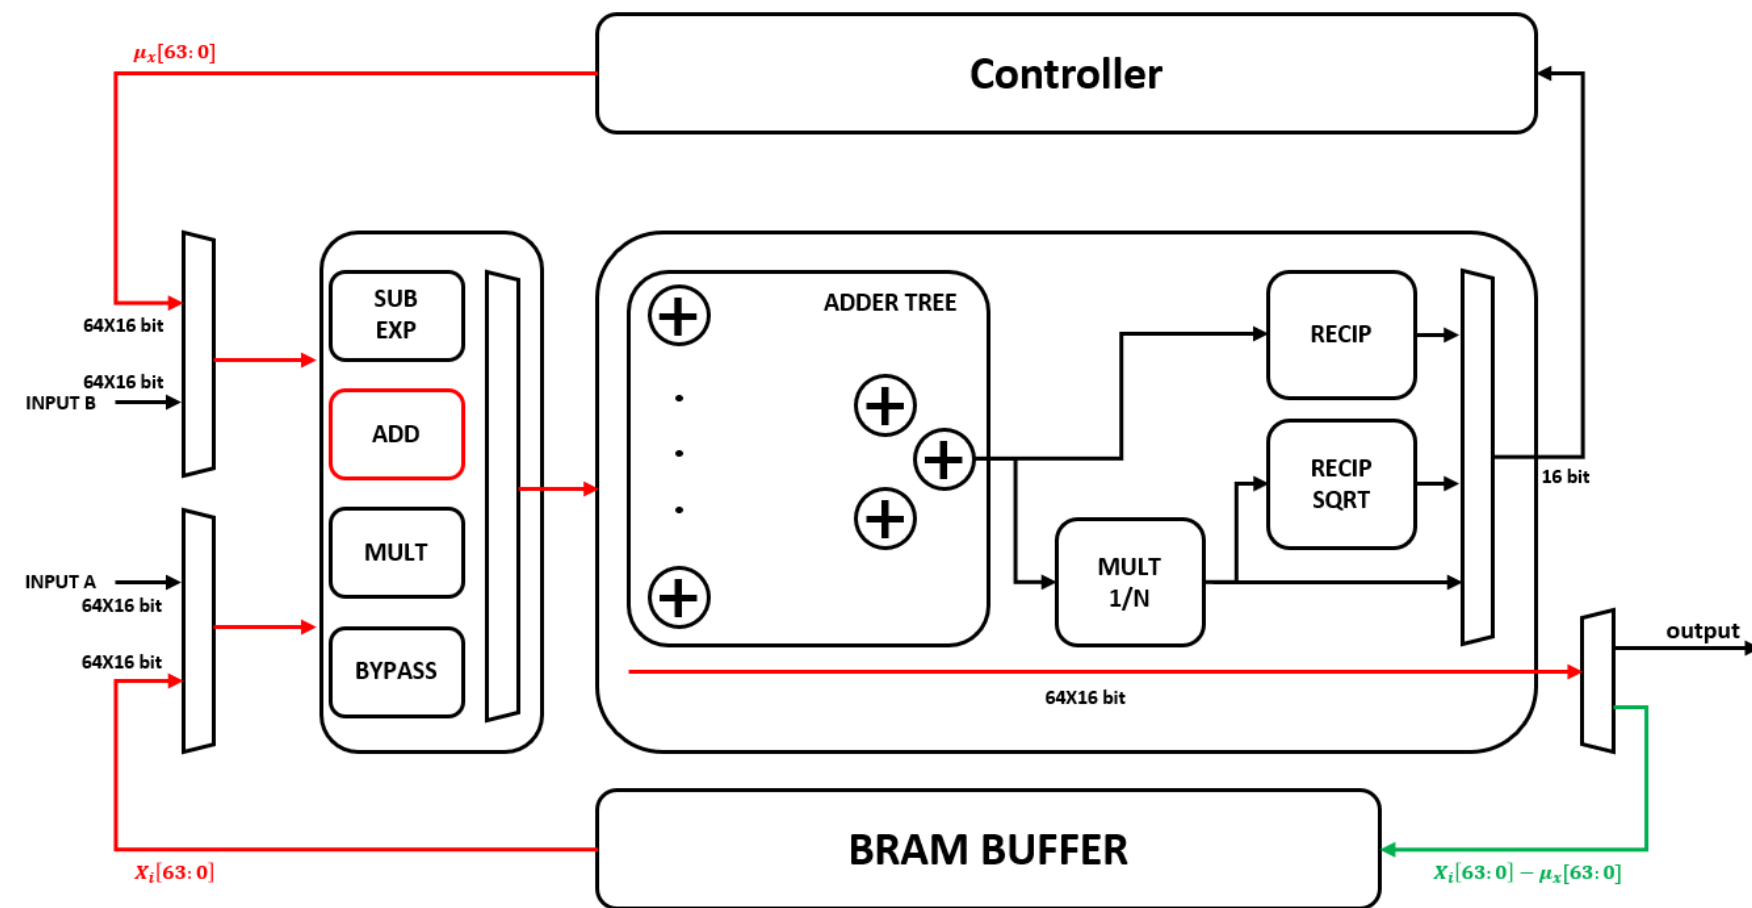 μx[63:0]
Controller
64X16 bit
64X16 bit
INPUT B
INPUT A
64X16 bit
64X16 bit
SUB
EXP
ADD
MULT
BYPASS
ADDER TREE
RECIP
RECIP
SQRT
MULT
1/N
16 bit
64X16 bit
output
BRAM BUFFER
Xi[63:0]
Xi[63:0] − μx[63:0]